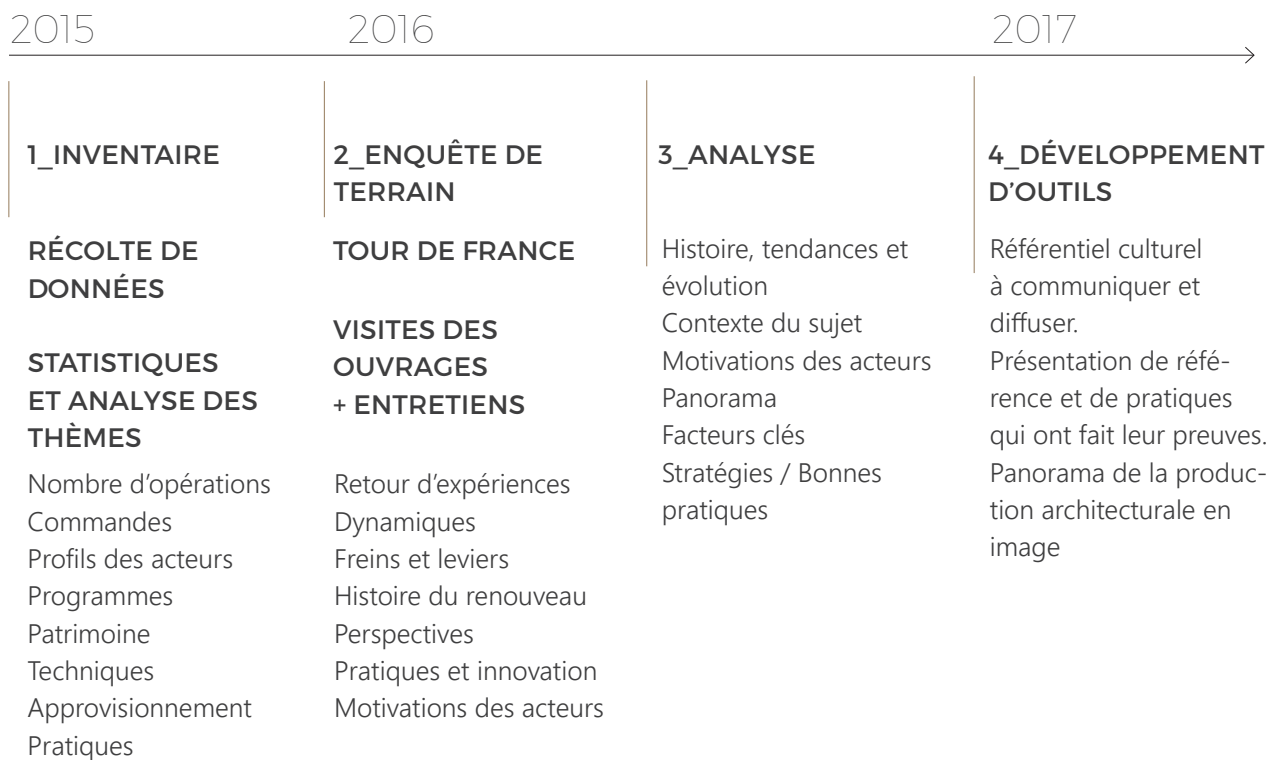 2015
2016
2017
1_INVENTAIRE
RÉCOLTE DE
DONNÉES
STATISTIQUES
ET ANALYSE DES
THÈMES
Nombre d'opérations
Commandes
Profils des acteurs
Programmes
Patrimoine
Techniques
Approvisionnement
Pratiques
2_ENQUÊTE DE
TERRAIN
TOUR DE FRANCE
VISITES DES
OUVRAGES
+ ENTRETIENS
Retour d'expériences
Dynamiques
Freins et leviers
Histoire du renouveau
Perspectives
Pratiques et innovation
Motivations des acteurs
3_ANALYSE
Histoire, tendances et
évolution
Contexte du sujet
Motivations des acteurs
Panorama
Facteurs clés
Stratégies / Bonnes
pratiques
4_DÉVELOPPEMENT
D'OUTILS
Référentiel culturel
à communiquer et
diffuser.
Présentation de réfé-
rence et de pratiques
qui ont fait leur preuves.
Panorama de la produc-
tion architecturale en
image